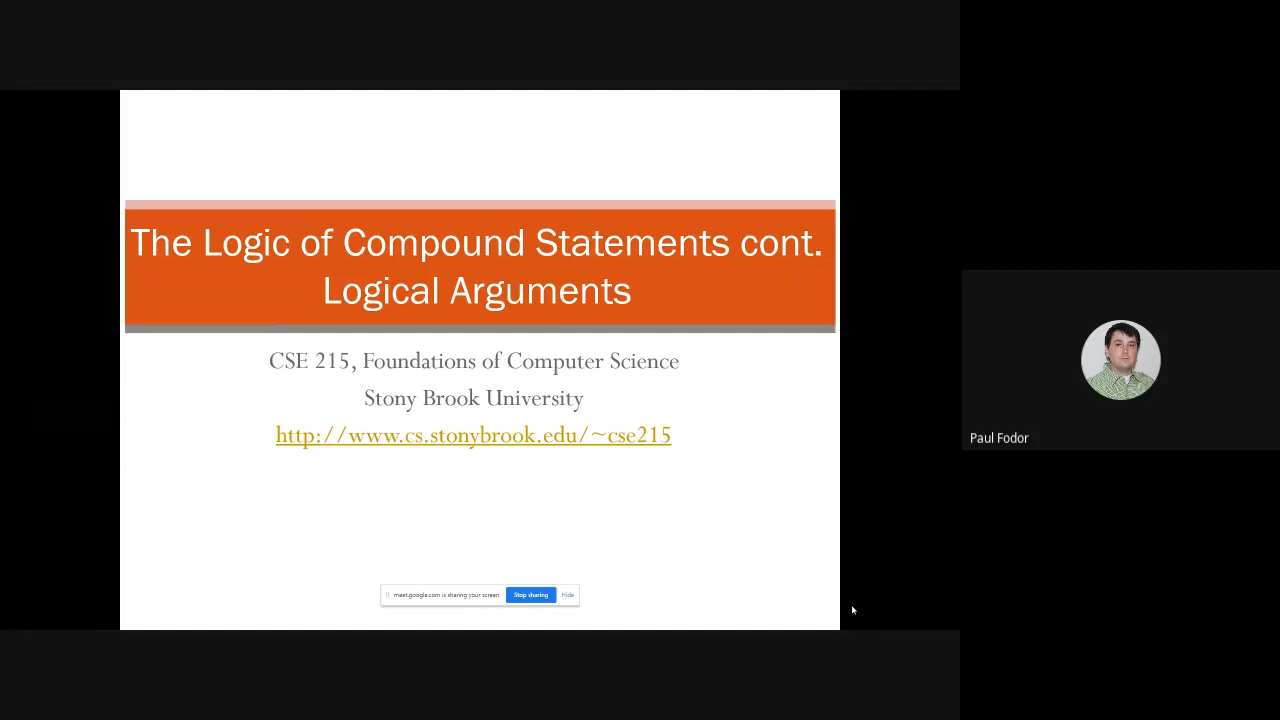 The Logic of Compound Statements cont.
Logical Arguments
CSE 215, Foundations of Computer Science
Stony Brook University
http://www.cs.stonybrook.edu/~cse215
meet.google.com is sharing your screen. Stop sharing Hide
Paul Fodor